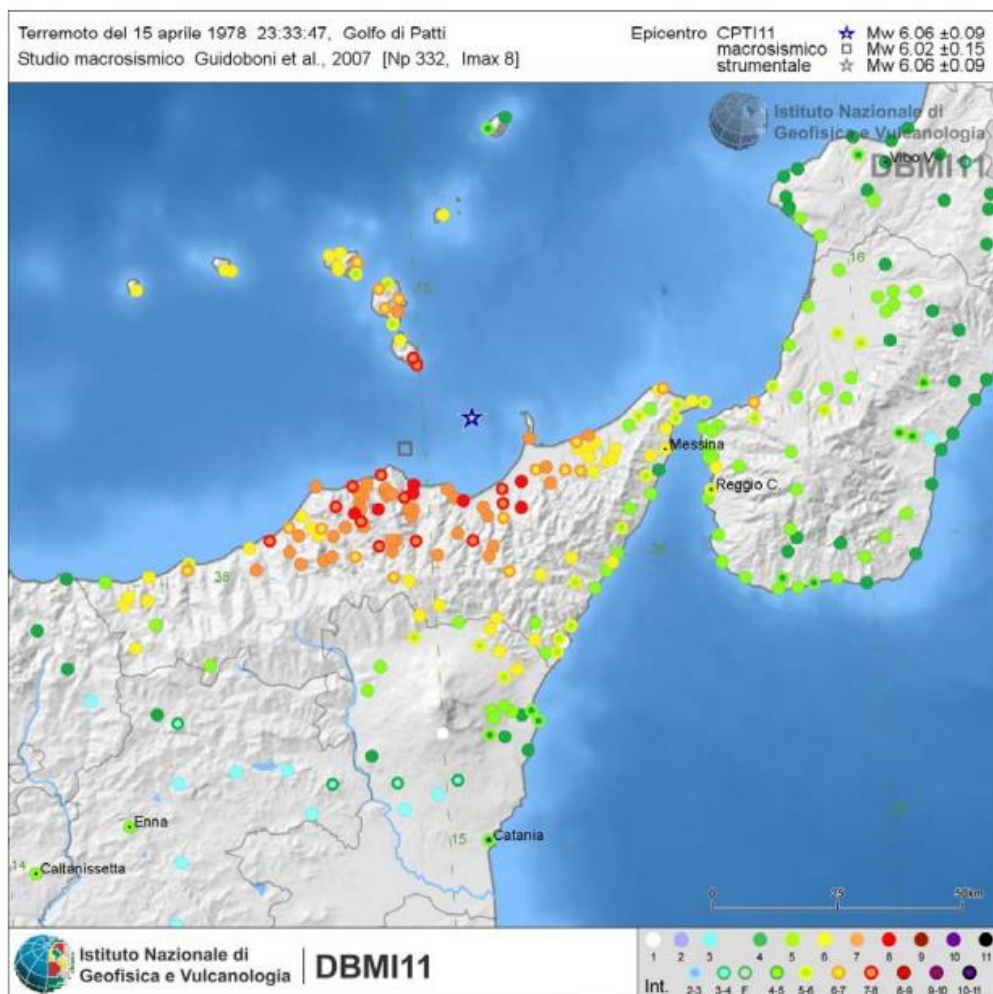 Terremoto del 15 aprile 1978 23:33:47, Golfo di Patti
Studio macrosismico Guidoboni et al., 2007 [Np 332, Imax 8]
Epicentro CPTI11 Mw 6.06 ±0.09
macrosismico Mw 6.02 ±0.15
strumentale Mw 6.06 ±0.09
Istituto Nazionale di
Geofisica e Vulcanologia
DBMI11
Vibo V.
16
15
Messina
Reggio C.
38
Enna
Catania
15
14
Caltanissetta
0 25 50km
Istituto Nazionale di
Geofisica e Vulcanologia
DBMI11
1 2 3 4 5 6 7 8 9 10 11
Int. 2-3 3-4 F 4-5 5-6 6-7 7-8 8-9 9-10 10-11